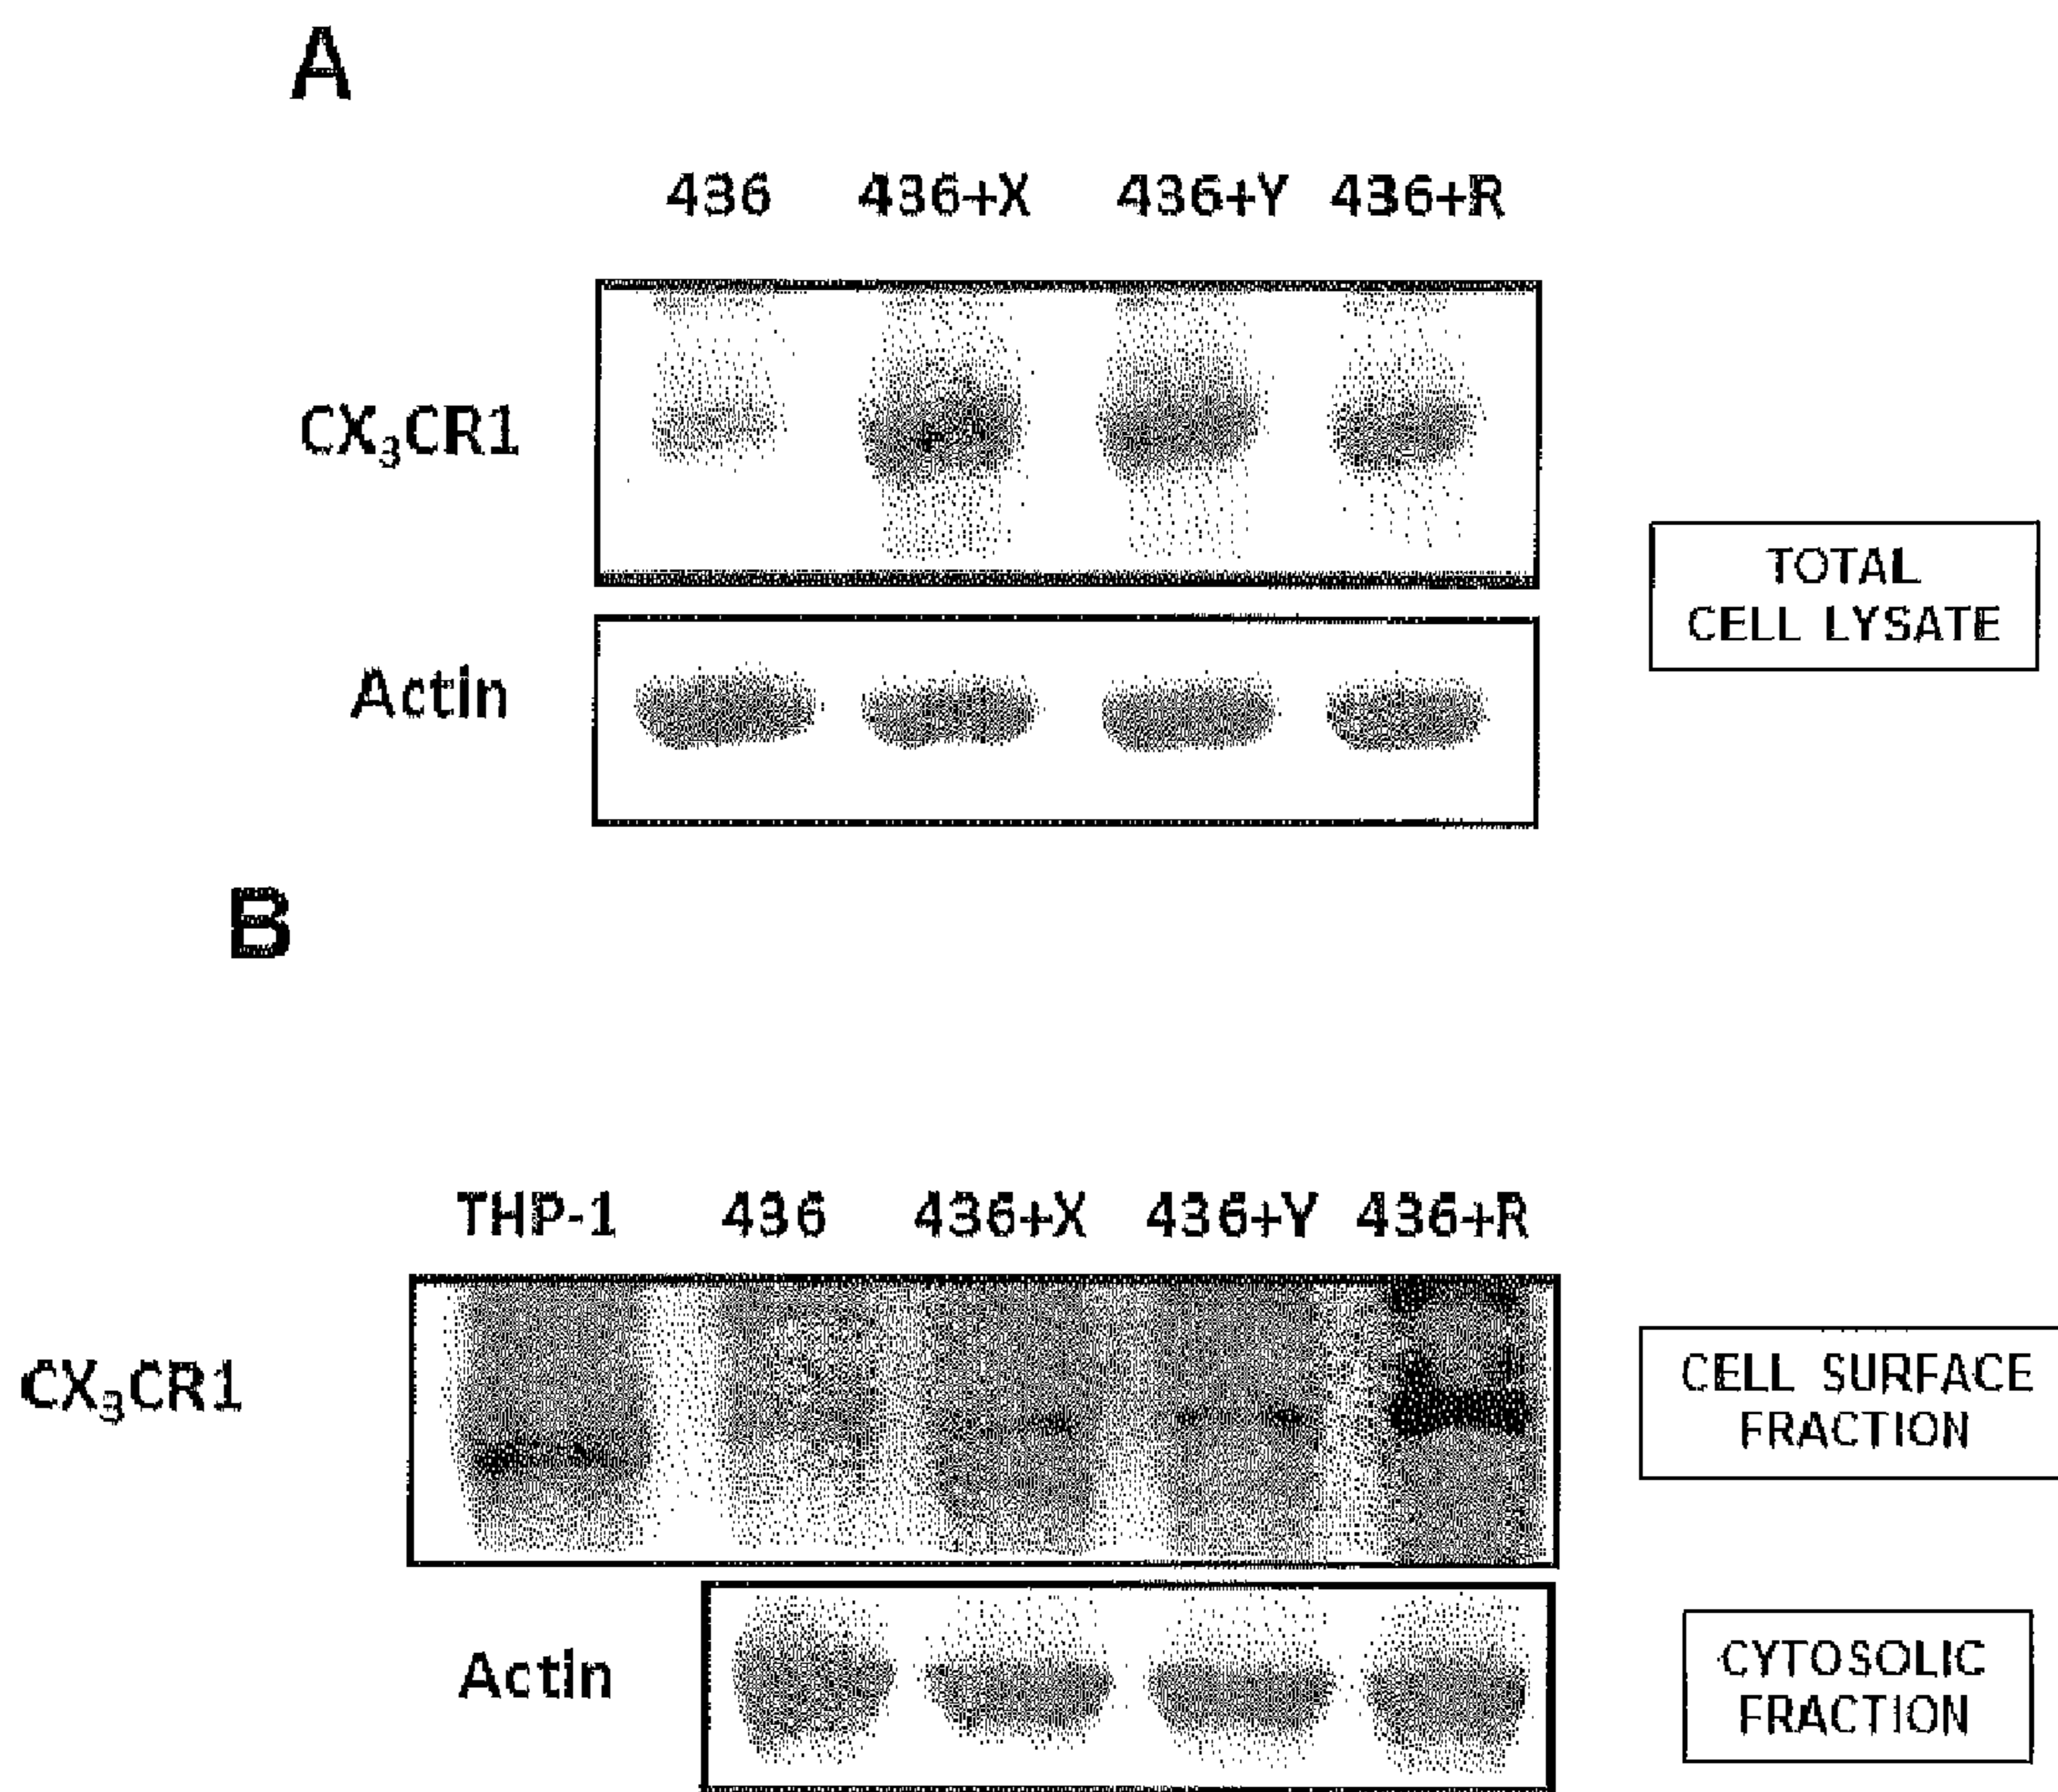 A
436 436+X 436+Y 436+R
CX₃CR1
TOTAL
CELL LYSATE
Actin
B
THP-1 436 436+X 436+Y 436+R
CX₃CR1
CELL SURFACE
FRACTION
Actin
CYTOSOLIC
FRACTION